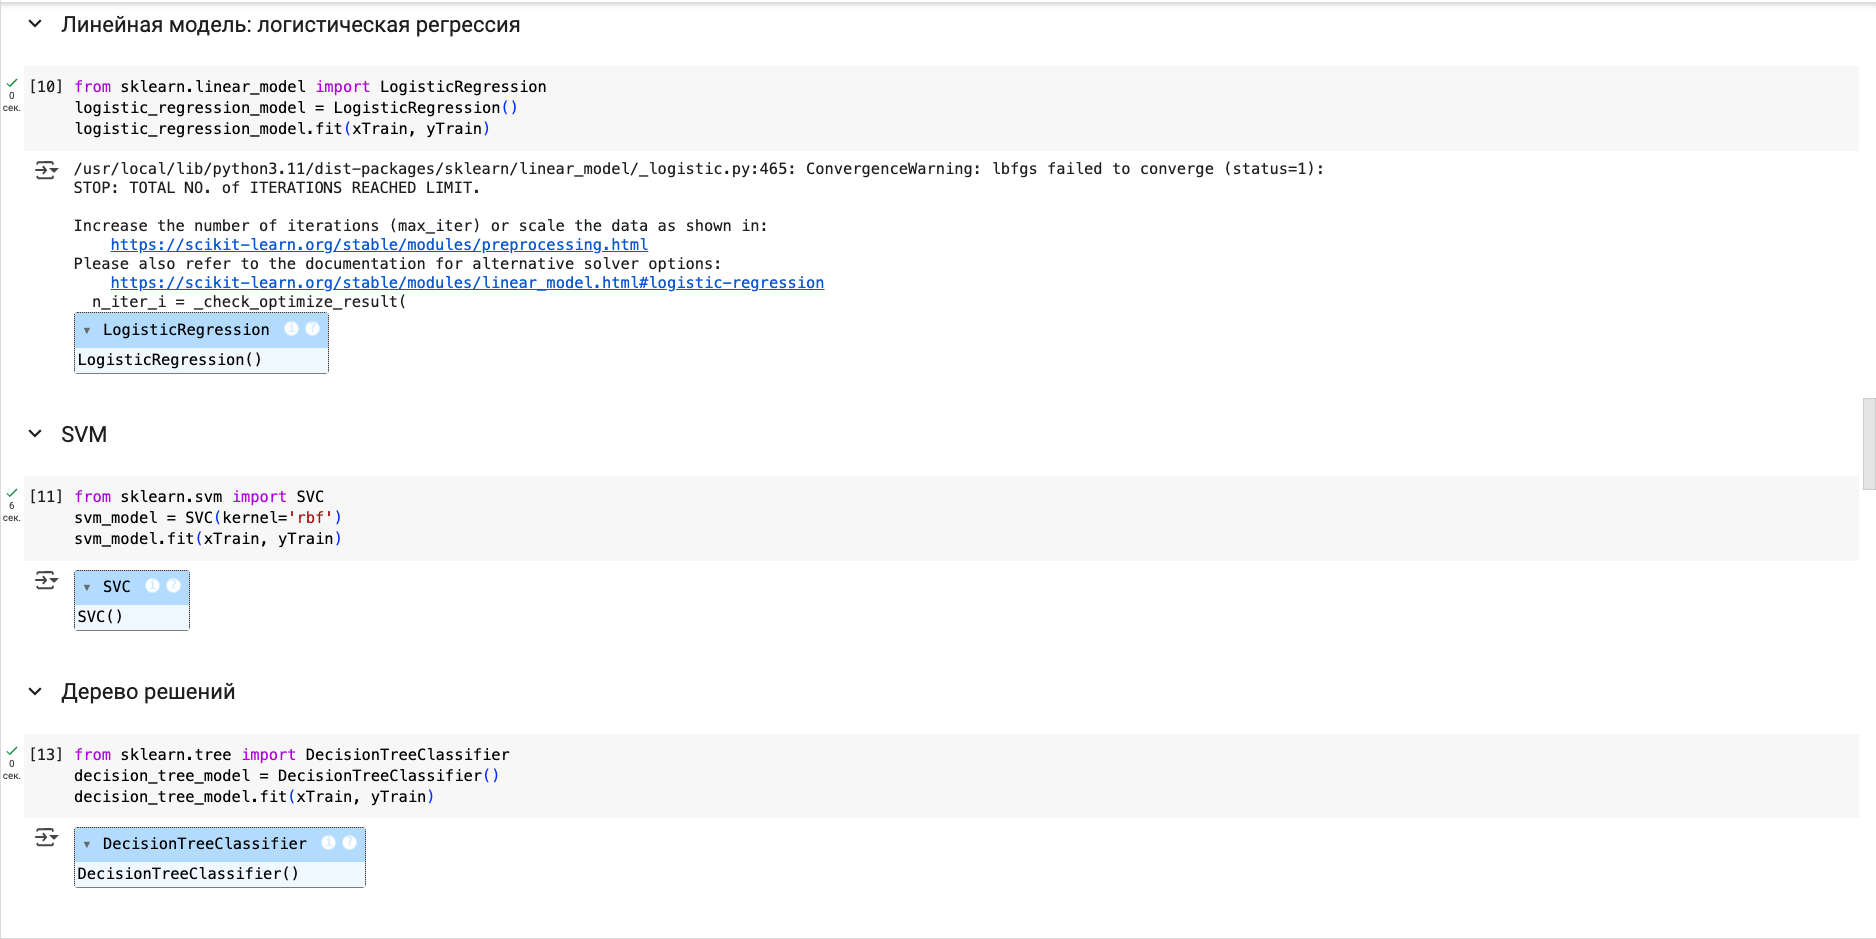 Линейная модель: логистическая регрессия
[10] from sklearn.linear_model import LogisticRegression
logistic_regression_model = LogisticRegression()
logistic_regression_model.fit(xTrain, yTrain)
0
сек.
/usr/local/lib/python3.11/dist-packages/sklearn/linear_model/_logistic.py:465: ConvergenceWarning: lbfgs failed to converge (status=1):
STOP: TOTAL NO. of ITERATIONS REACHED LIMIT.
Increase the number of iterations (max_iter) or scale the data as shown in:
https://scikit-learn.org/stable/modules/preprocessing.html
Please also refer to the documentation for alternative solver options:
https://scikit-learn.org/stable/modules/linear_model.html#logistic-regression
n_iter_i = _check_optimize_result(
LogisticRegression i ?
LogisticRegression()
SVM
[11] from sklearn.svm import SVC
svm_model = SVC(kernel='rbf')
svm_model.fit(xTrain, yTrain)
6
сек.
SVC i ?
SVC()
Дерево решений
[13] from sklearn.tree import DecisionTreeClassifier
decision_tree_model = DecisionTreeClassifier()
decision_tree_model.fit(xTrain, yTrain)
0
сек.
DecisionTreeClassifier i ?
DecisionTreeClassifier()